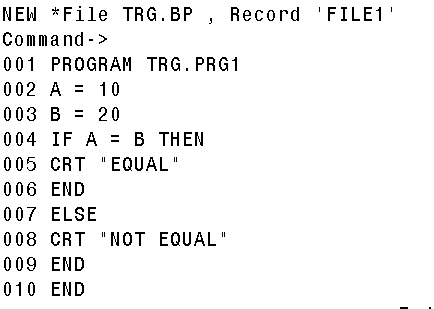 NEW *File TRG.BP , Record 'FILE1'
Command->
001 PROGRAM TRG.PRG1
002 A = 10
003 B = 20
004 IF A = B THEN
005 CRT "EQUAL"
006 END
007 ELSE
008 CRT "NOT EQUAL"
009 END
010 END